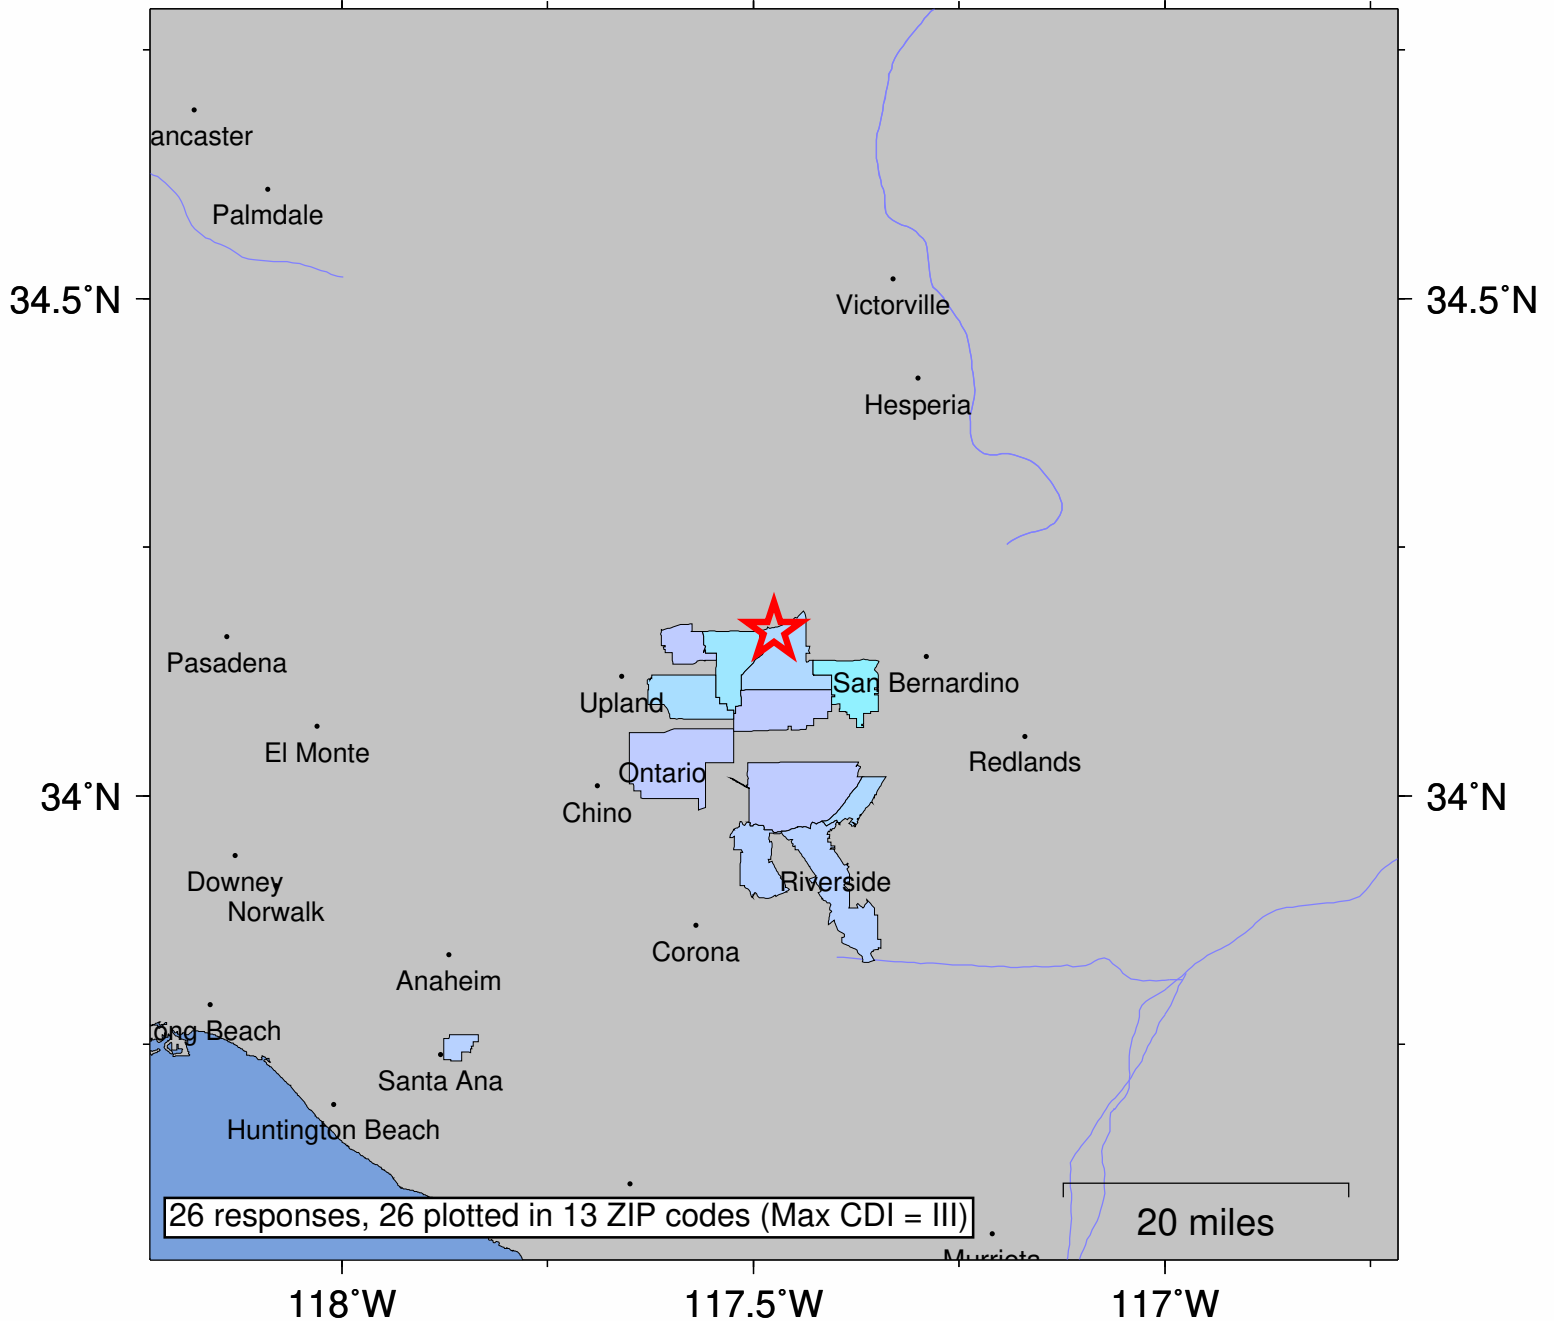 ancaster
Palmdale
34.5°N
34.5°N
Victorville
Hesperia
Pasadena
Upland
San Bernardino
El Monte
Redlands
Ontario
34°N
34°N
Chino
Downey
Riverside
Norwalk
Corona
Anaheim
ong Beach
Santa Ana
Huntington Beach
26 responses, 26 plotted in 13 ZIP codes (Max CDI = III)
20 miles
Murrieta
118°W
117.5°W
117°W